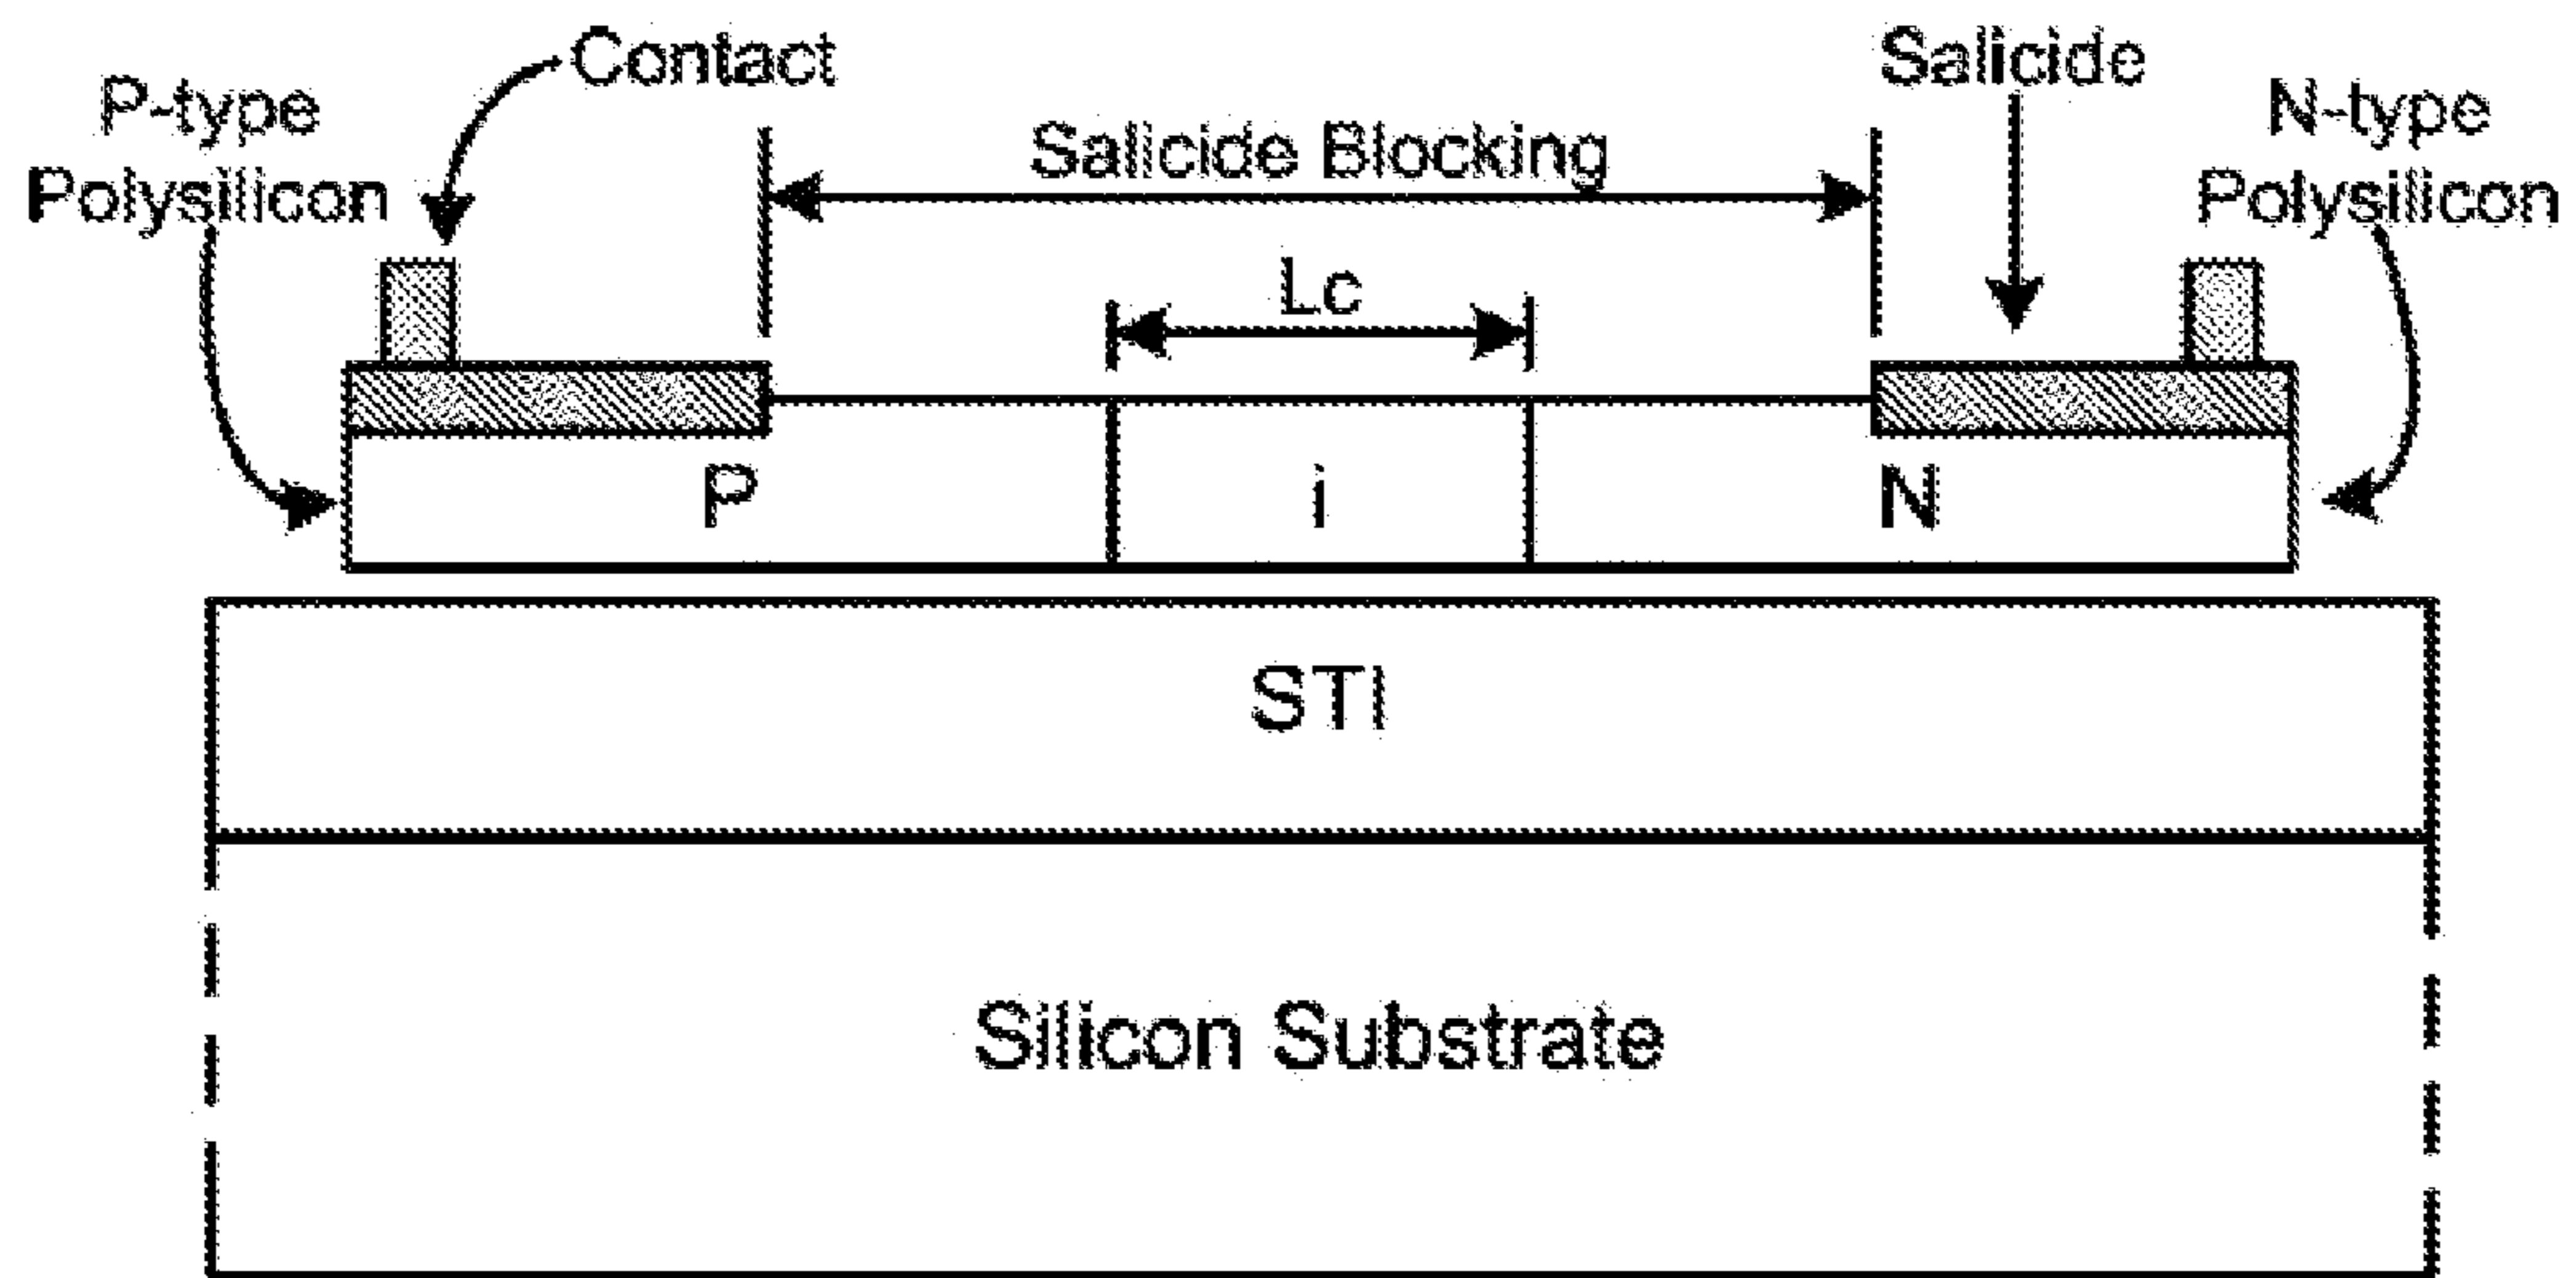 Contact
Salicide
P-type
Polysilicon
Salicide Blocking
N-type
Polysilicon
Lc
P
i
N
STI
Silicon Substrate